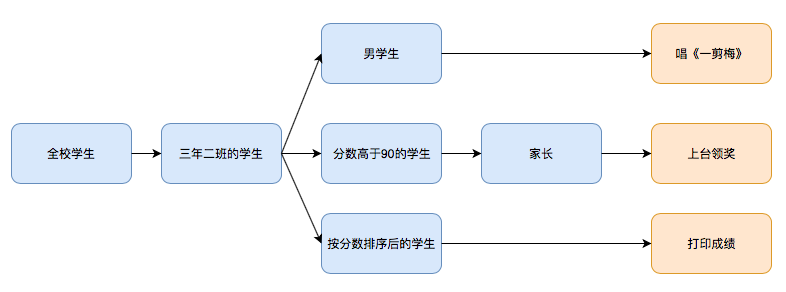 男学生
唱《一剪梅》
全校学生
三年二班的学生
分数高于90的学生
家长
上台领奖
按分数排序后的学生
打印成绩